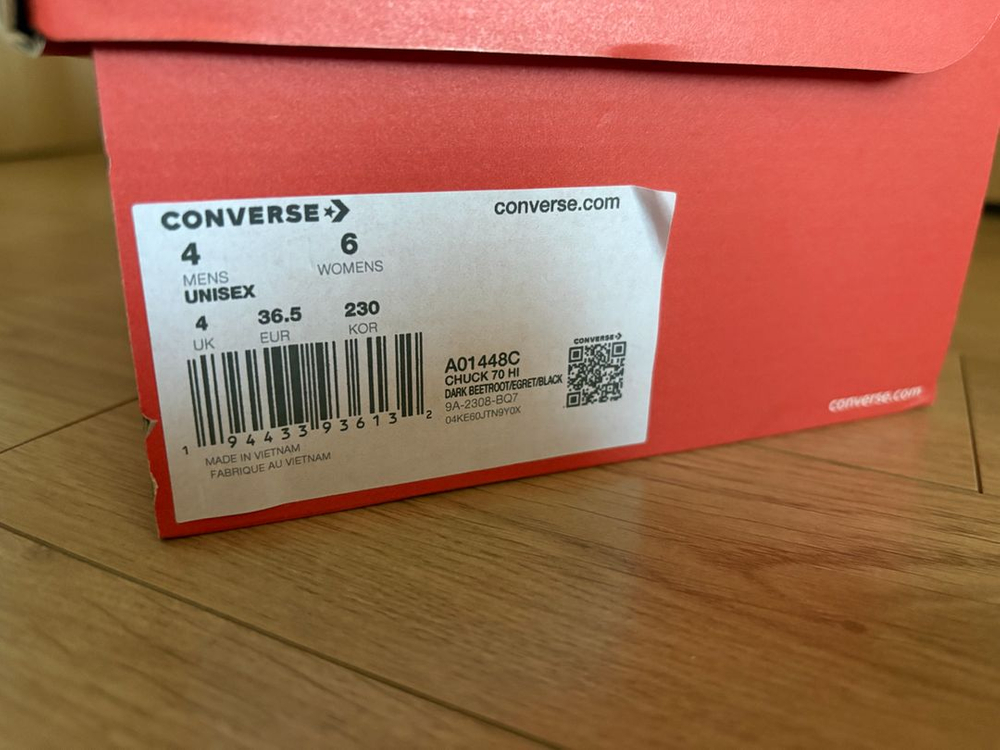 CONVERSE
converse.com
4 6
MENS WOMENS
UNISEX
4 36.5 230
UK EUR KOR
1 94433 93613 2
MADE IN VIETNAM
FABRIQUE AU VIETNAM
A01448C
CHUCK 70 HI
DARK BEETROOT/EGRET/BLACK
9A-2308-BQ7
04KE60JTN9Y0X
CONVERSE
converse.com